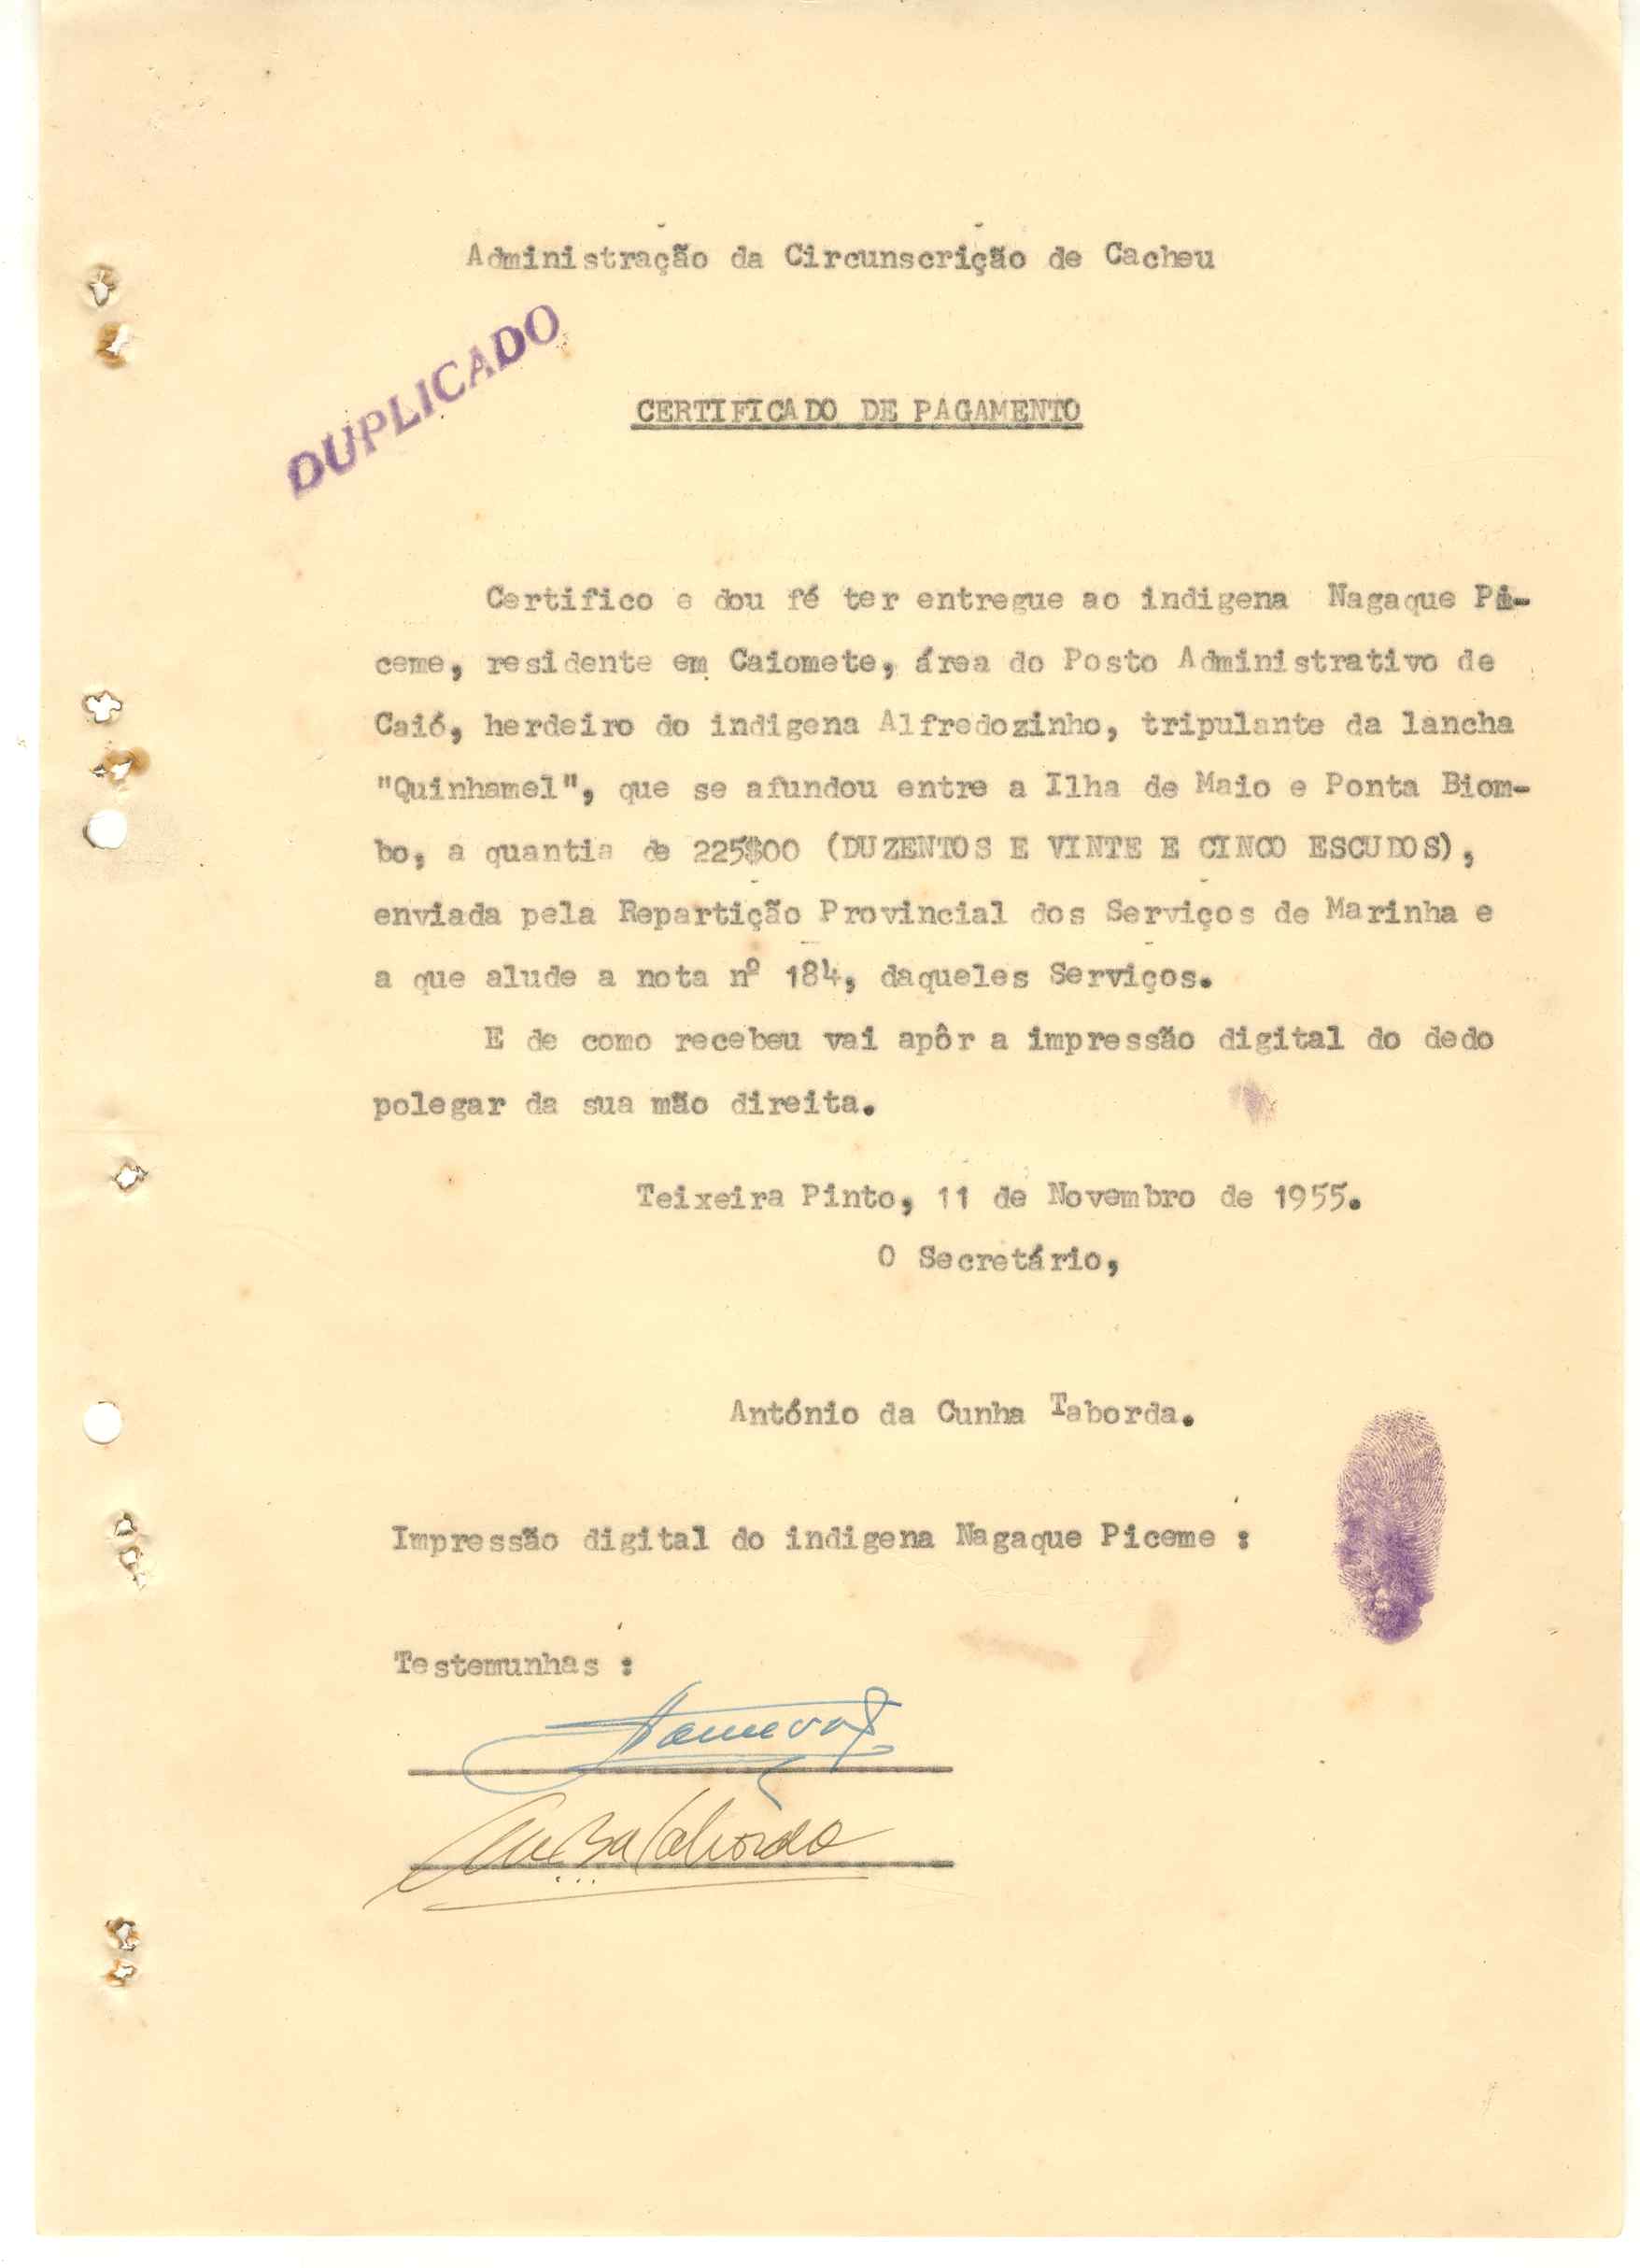 Administração da Circunscrição de Cacheu
DUPLICADO
CERTIFICADO DE PAGAMENTO
Certifico e dou fé ter entregue ao indigena Nagaque Pi-
ceme, residente em Caiomete, área do Posto Administrativo de
Caió, herdeiro do indigena Alfredozinho, tripulante da lancha
"Quinhamel", que se afundou entre a Ilha de Maio e Ponta Biom-
bo, a quantia de 225$00 (DUZENTOS E VINTE E CINCO ESCUDOS),
enviada pela Repartição Provincial dos Serviços de Marinha e
a que alude a nota nº 184, daqueles Serviços.
E de como recebeu vai apôr a impressão digital do dedo
polegar da sua mão direita.
Teixeira Pinto, 11 de Novembro de 1955.
O Secretário,
António da Cunha Taborda.
Impressão digital do indigena Nagaque Piceme :
Testemunhas :